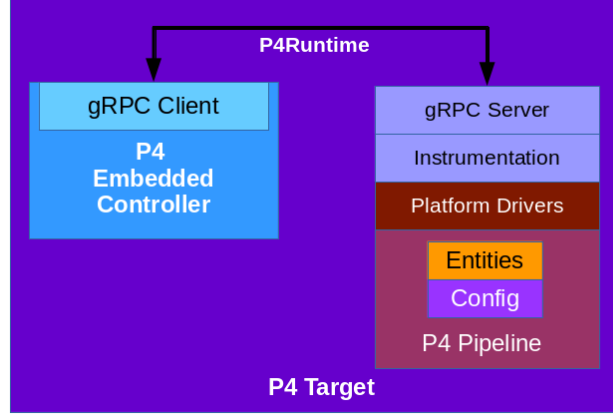 P4Runtime
gRPC Client
P4
Embedded
Controller
gRPC Server
Instrumentation
Platform Drivers
Entities
Config
P4 Pipeline
P4 Target